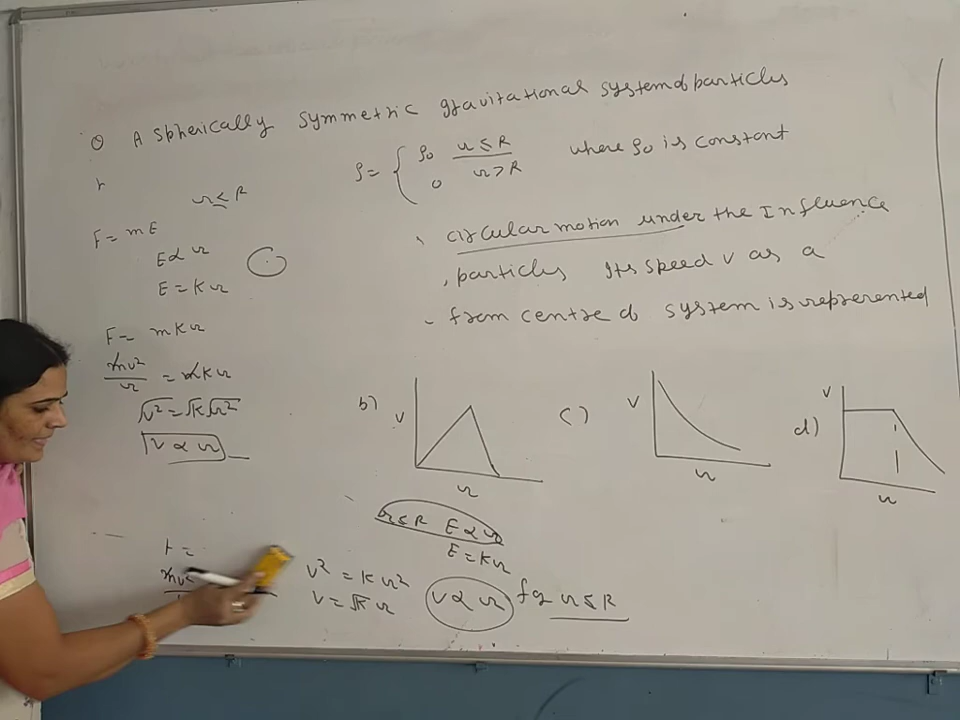 Q A spherically symmetric gravitational system of particles
ρ = { ρ0 r ≤ R where ρ0 is constant
0 r > R
r ≤ R
F = mE
E ∝ r
E = Kr
circular motion under the Influence
particles Its speed v as a
from centre of system is represented
F = mKr
mv²/r = mKr
√v² = √K√r²
v ∝ r
b) V r
c) V r
d) V r
r ≤ R E ∝ r
E = Kr
F =
mv²
v² = Kr²
v = √K r
v ∝ r for r ≤ R